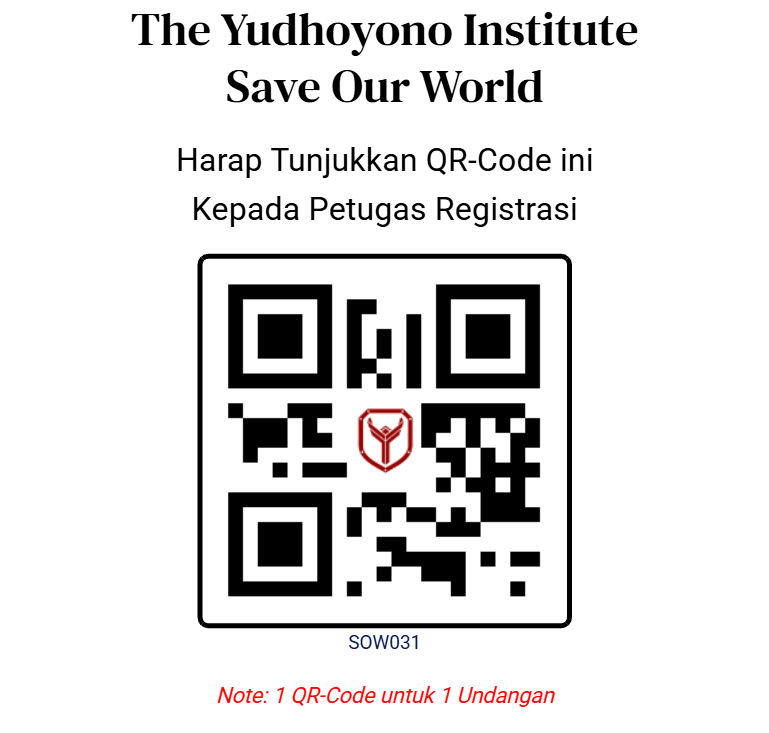 The Yudhoyono Institute
Save Our World
Harap Tunjukkan QR-Code ini
Kepada Petugas Registrasi
SOW031
Note: 1 QR-Code untuk 1 Undangan